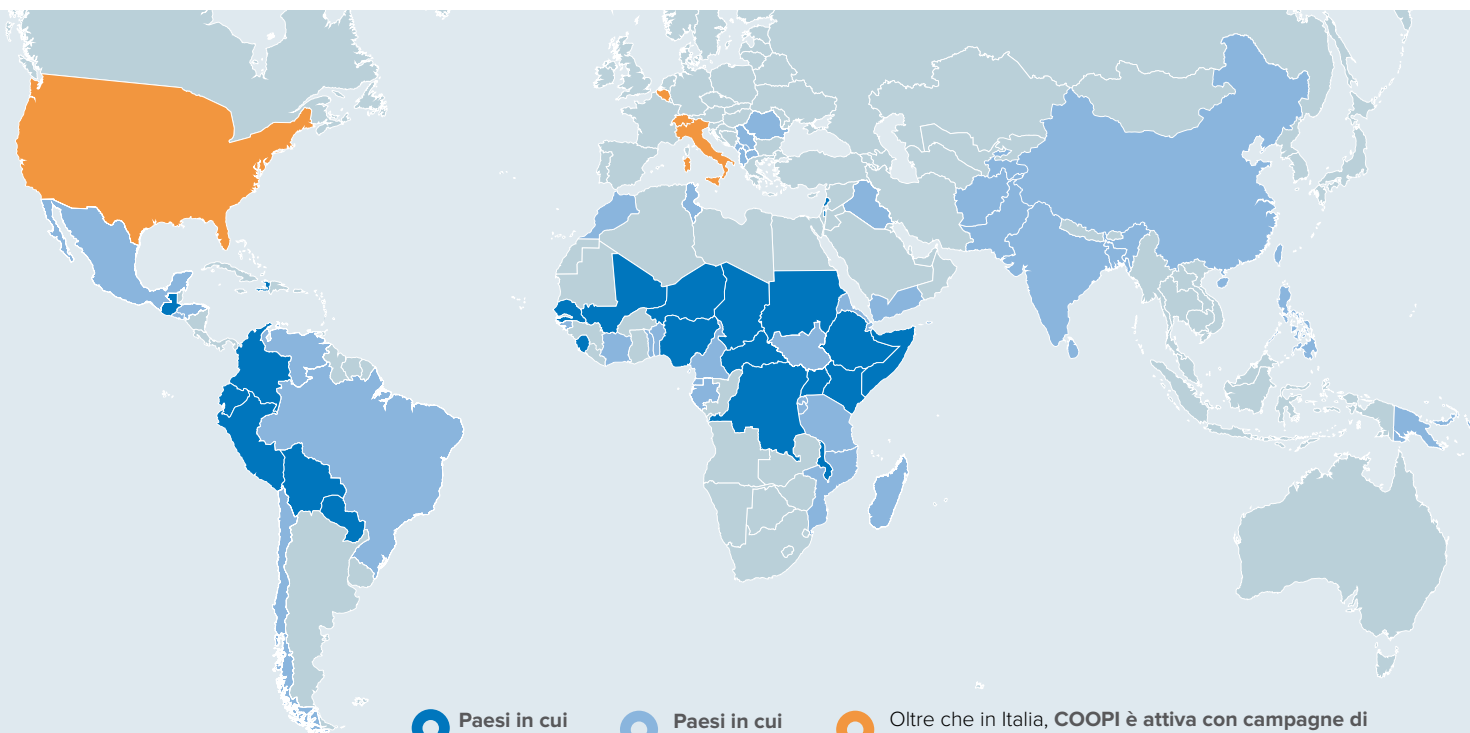 Paesi in cui
Paesi in cui
Oltre che in Italia, COOPI è attiva con campagne di